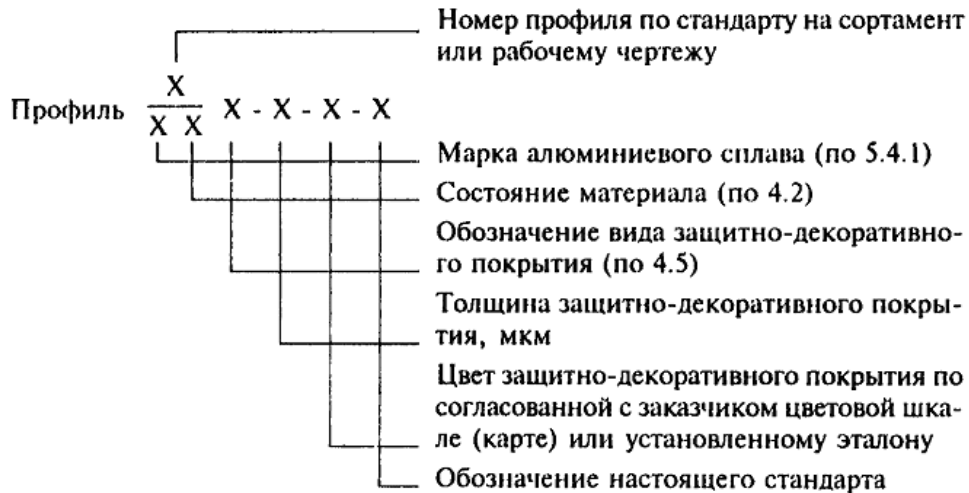 Номер профиля по стандарту на сортамент
или рабочему чертежу
X
Профиль X X X - X - X - X
Марка алюминиевого сплава (по 5.4.1)
Состояние материала (по 4.2)
Обозначение вида защитно-декоративно-
го покрытия (по 4.5)
Толщина защитно-декоративного покры-
тия, мкм
Цвет защитно-декоративного покрытия по
согласованной с заказчиком цветовой шка-
ле (карте) или установленному эталону
Обозначение настоящего стандарта